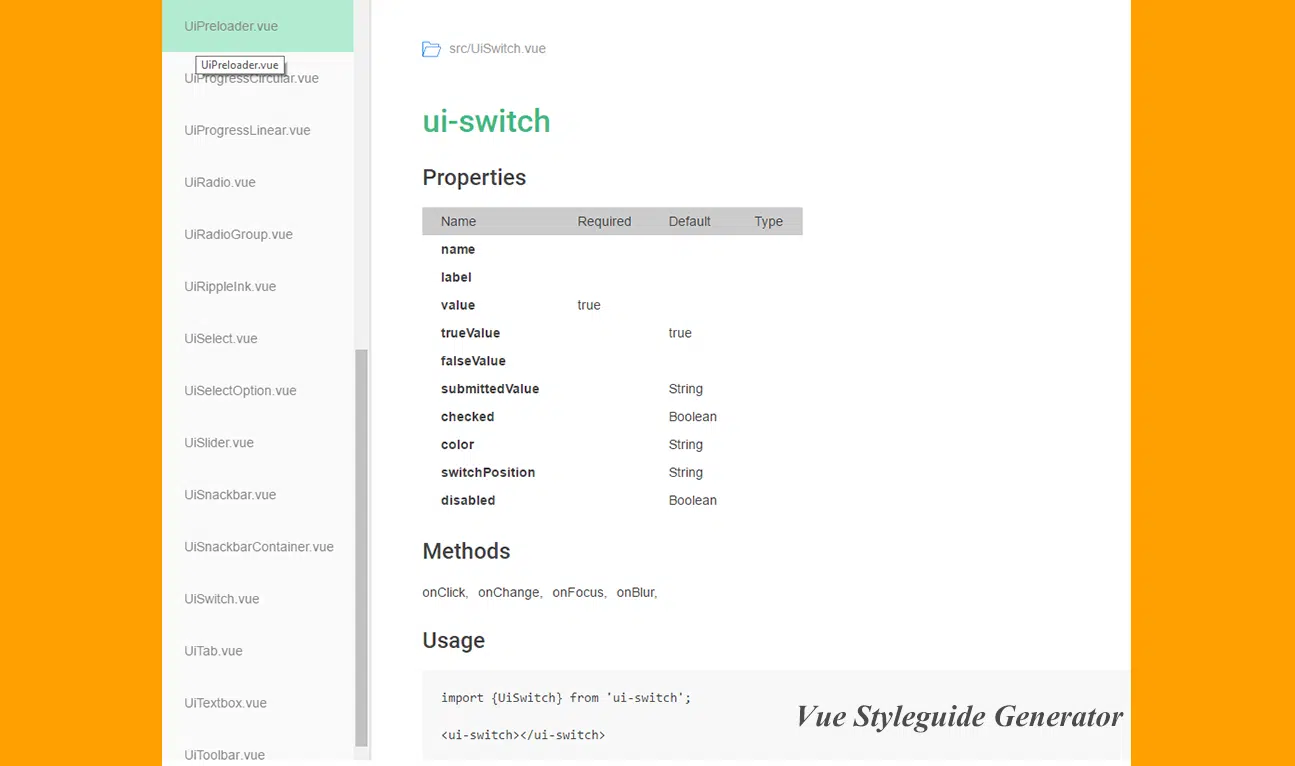 UiPreloader.vue
UiPreloader.vue
UiProgressCircular.vue
UiProgressLinear.vue
UiRadio.vue
UiRadioGroup.vue
UiRippleInk.vue
UiSelect.vue
UiSelectOption.vue
UiSlider.vue
UiSnackbar.vue
UiSnackbarContainer.vue
UiSwitch.vue
UiTab.vue
UiTextbox.vue
UiToolbar.vue
src/UiSwitch.vue
ui-switch
Properties
Name Required Default Type
name
label
value true
trueValue true
falseValue
submittedValue String
checked Boolean
color String
switchPosition String
disabled Boolean
Methods
onClick, onChange, onFocus, onBlur,
Usage
import {UiSwitch} from 'ui-switch';
<ui-switch></ui-switch>
Vue Styleguide Generator